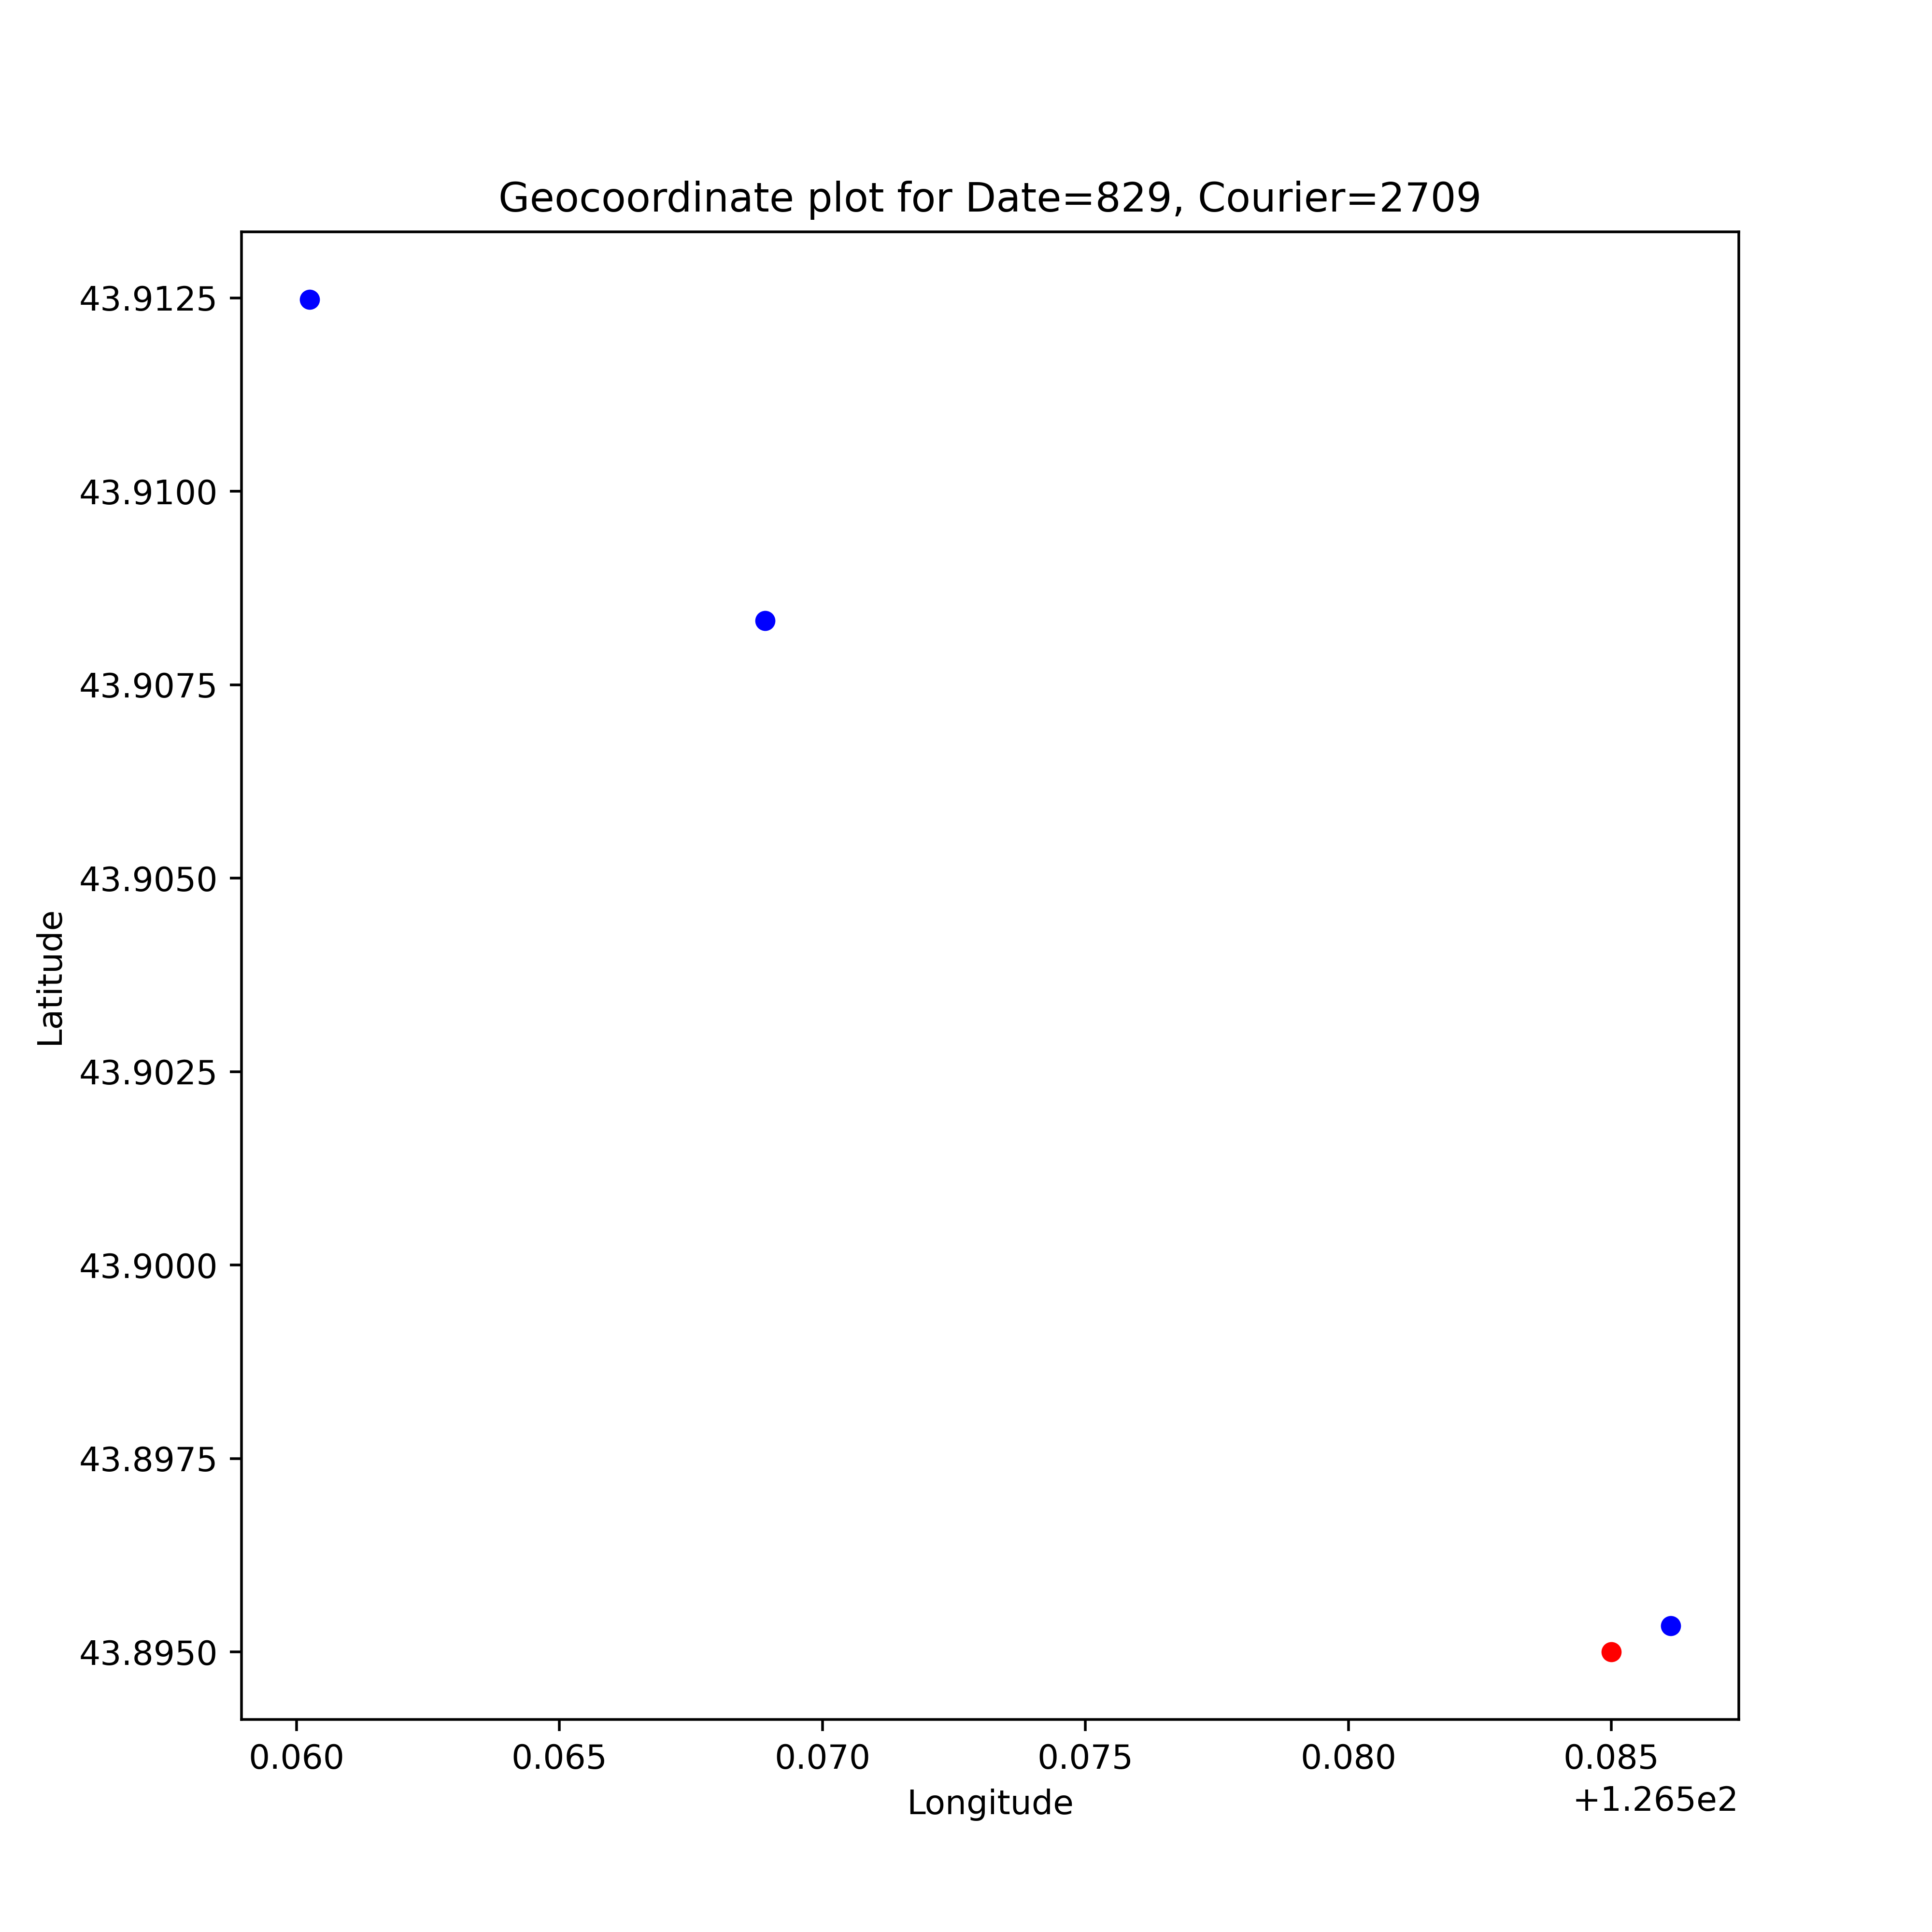 Geocoordinate plot for Date=829, Courier=2709
43.9125
43.9100
43.9075
43.9050
43.9025
43.9000
43.8975
43.8950
Latitude
0.060 0.065 0.070 0.075 0.080 0.085
+1.265e2
Longitude